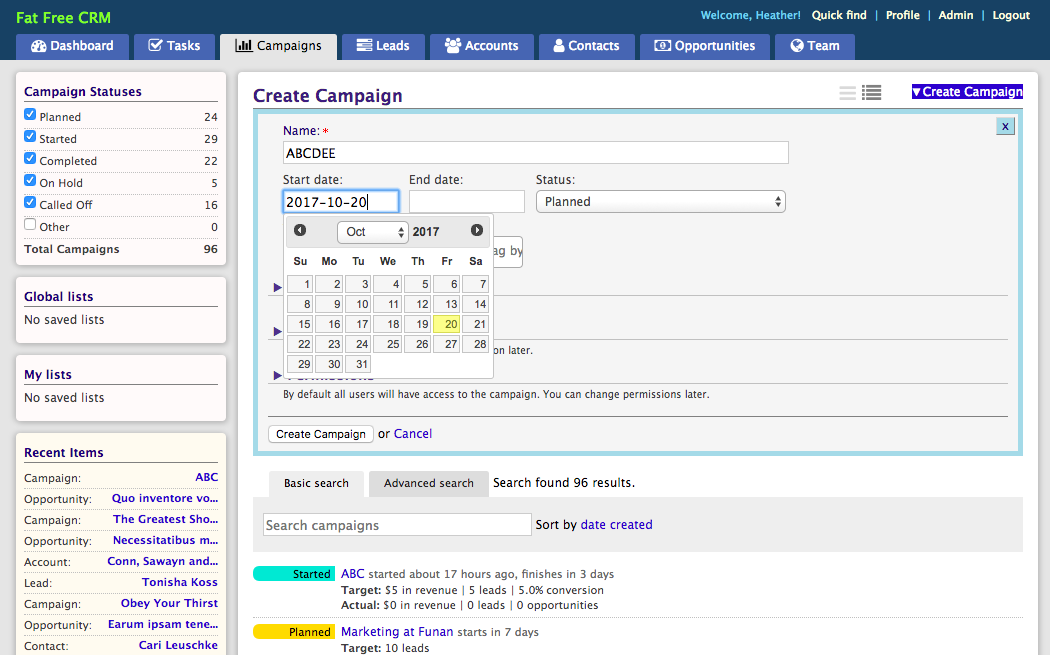 Fat Free CRM
Welcome, Heather! Quick find | Profile | Admin | Logout
Dashboard Tasks Campaigns Leads Accounts Contacts Opportunities Team
Campaign Statuses
Planned 24
Started 29
Completed 22
On Hold 5
Called Off 16
Other 0
Total Campaigns 96
Global lists
No saved lists
My lists
No saved lists
Recent Items
Campaign: ABC
Opportunity: Quo inventore vo...
Campaign: The Greatest Sho...
Opportunity: Necessitatibus m...
Account: Conn, Sawayn and...
Lead: Tonisha Koss
Campaign: Obey Your Thirst
Opportunity: Earum ipsam tene...
Contact: Cari Leuschke
Create Campaign
▼Create Campaign
x
Name: *
ABCDEE
Start date: End date: Status:
2017-10-20 Planned
Oct 2017
ag by
Su Mo Tu We Th Fr Sa
1 2 3 4 5 6 7
8 9 10 11 12 13 14
15 16 17 18 19 20 21
22 23 24 25 26 27 28
29 30 31
on later.
By default all users will have access to the campaign. You can change permissions later.
Create Campaign or Cancel
Basic search Advanced search Search found 96 results.
Search campaigns Sort by date created
Started ABC started about 17 hours ago, finishes in 3 days
Target: $5 in revenue | 5 leads | 5.0% conversion
Actual: $0 in revenue | 0 leads | 0 opportunities
Planned Marketing at Funan starts in 7 days
Target: 10 leads